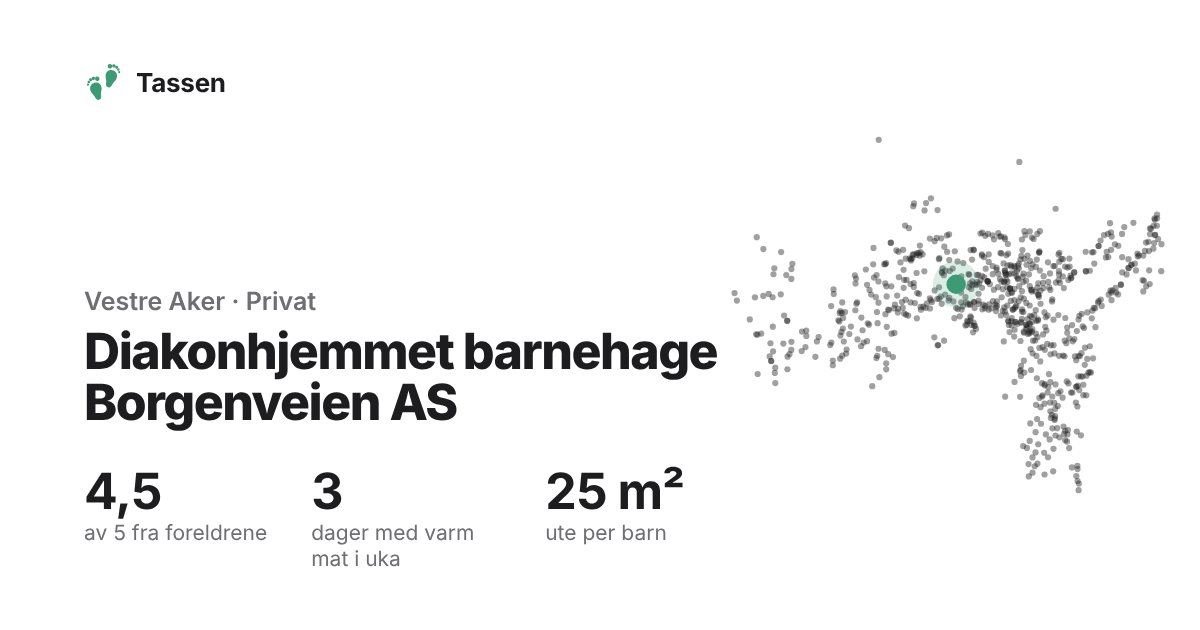 Tassen
Vestre Aker · Privat
Diakonhjemmet barnehage
Borgenveien AS
4,5
av 5 fra foreldrene
3
dager med varm
mat i uka
25 m²
ute per barn